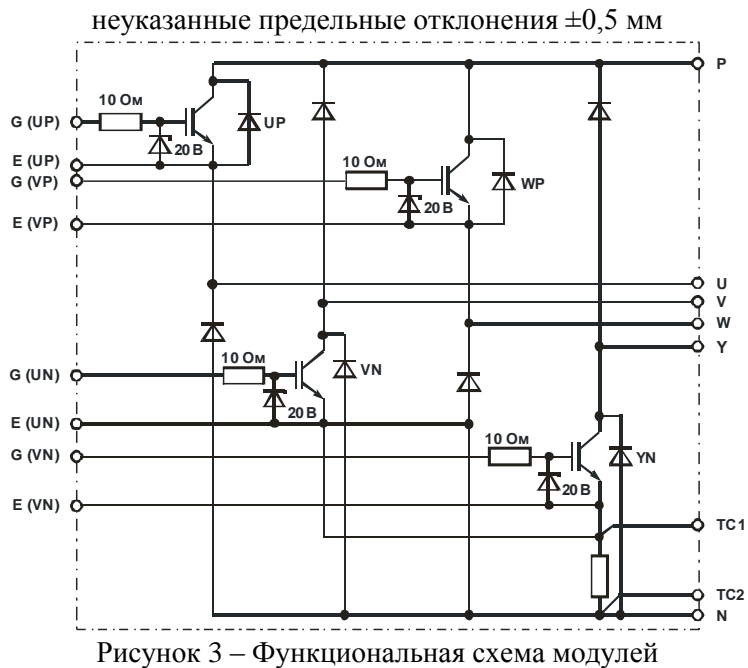 неуказанные предельные отклонения ±0,5 мм
P
10 Ом
G (UP)
UP
20 В
E (UP)
10 Ом
G (VP)
WP
20 В
E (VP)
U
V
W
Y
10 Ом
G (UN)
VN
20 В
E (UN)
10 Ом
G (VN)
YN
20 В
E (VN)
TC1
TC2
N
Рисунок 3 – Функциональная схема модулей